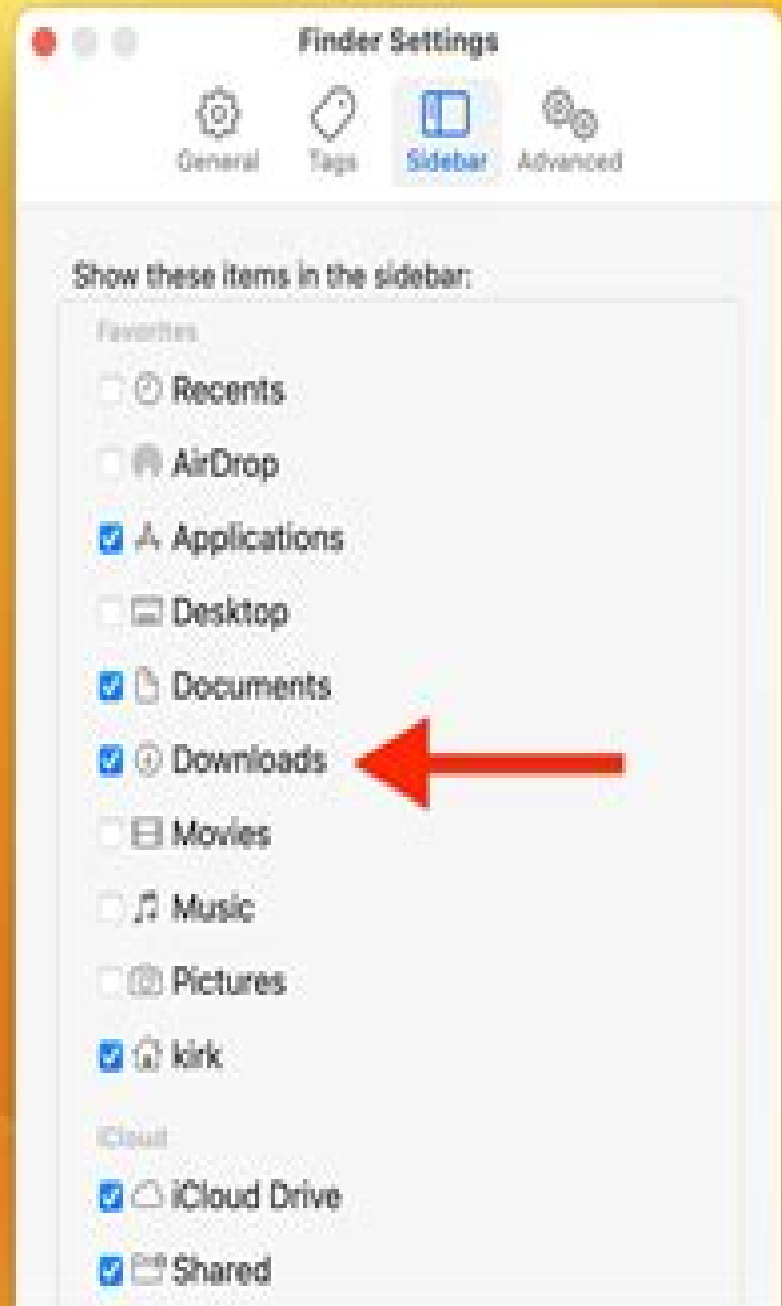 Finder Settings
General Tags Sidebar Advanced
Show these items in the sidebar:
Favorites
Recents
AirDrop
Applications
Desktop
Documents
Downloads
Movies
Music
Pictures
kirk
iCloud
iCloud Drive
Shared